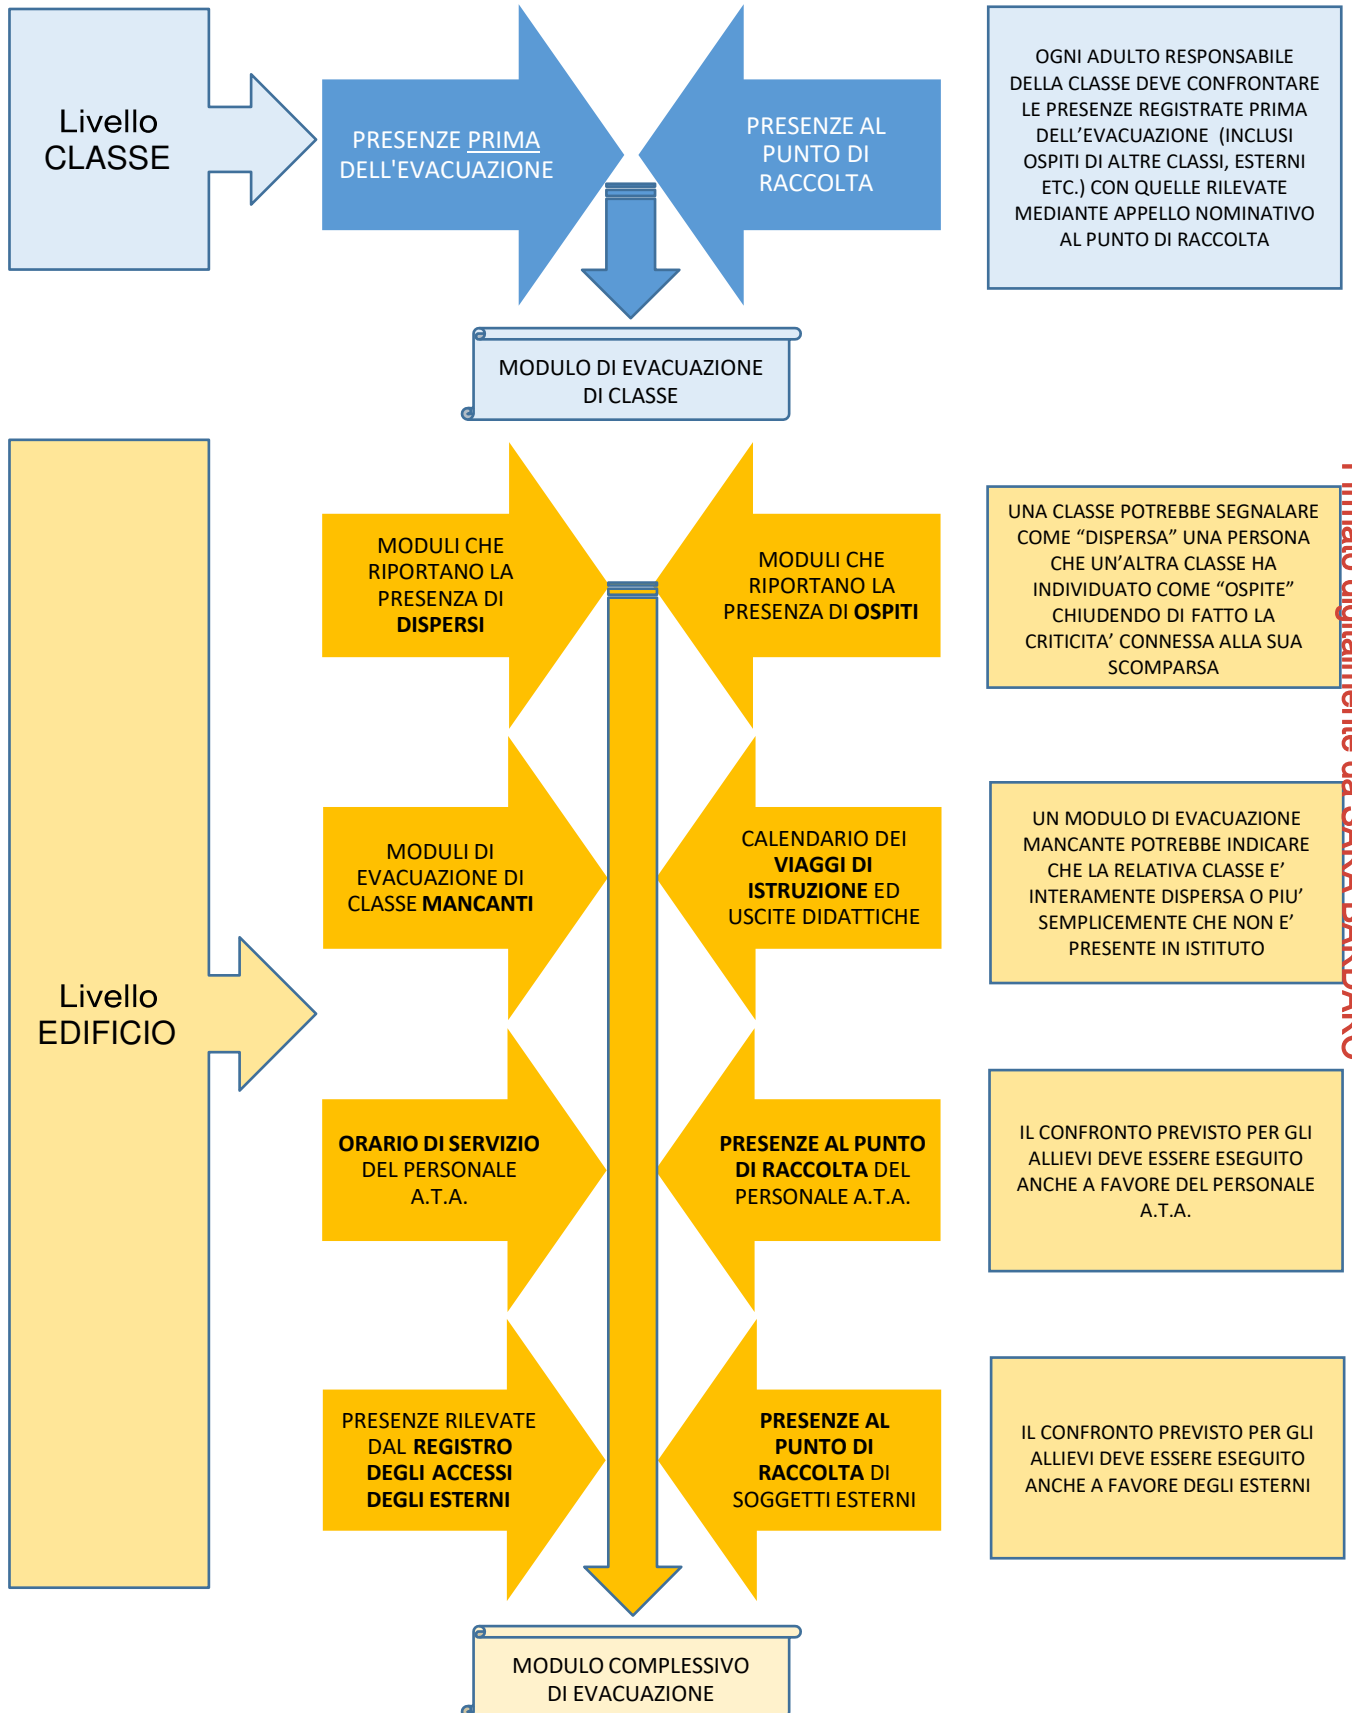 Livello
CLASSE
PRESENZE PRIMA
DELL'EVACUAZIONE
PRESENZE AL
PUNTO DI
RACCOLTA
OGNI ADULTO RESPONSABILE
DELLA CLASSE DEVE CONFRONTARE
LE PRESENZE REGISTRATE PRIMA
DELL’EVACUAZIONE (INCLUSI
OSPITI DI ALTRE CLASSI, ESTERNI
ETC.) CON QUELLE RILEVATE
MEDIANTE APPELLO NOMINATIVO
AL PUNTO DI RACCOLTA
MODULO DI EVACUAZIONE
DI CLASSE
Livello
EDIFICIO
MODULI CHE
RIPORTANO LA
PRESENZA DI
DISPERSI
MODULI CHE
RIPORTANO LA
PRESENZA DI OSPITI
UNA CLASSE POTREBBE SEGNALARE
COME “DISPERSA” UNA PERSONA
CHE UN’ALTRA CLASSE HA
INDIVIDUATO COME “OSPITE”
CHIUDENDO DI FATTO LA
CRITICITA’ CONNESSA ALLA SUA
SCOMPARSA
MODULI DI
EVACUAZIONE DI
CLASSE MANCANTI
CALENDARIO DEI
VIAGGI DI
ISTRUZIONE ED
USCITE DIDATTICHE
UN MODULO DI EVACUAZIONE
MANCANTE POTREBBE INDICARE
CHE LA RELATIVA CLASSE E’
INTERAMENTE DISPERSA O PIU’
SEMPLICEMENTE CHE NON E’
PRESENTE IN ISTITUTO
ORARIO DI SERVIZIO
DEL PERSONALE
A.T.A.
PRESENZE AL PUNTO
DI RACCOLTA DEL
PERSONALE A.T.A.
IL CONFRONTO PREVISTO PER GLI
ALLIEVI DEVE ESSERE ESEGUITO
ANCHE A FAVORE DEL PERSONALE
A.T.A.
PRESENZE RILEVATE
DAL REGISTRO
DEGLI ACCESSI
DEGLI ESTERNI
PRESENZE AL
PUNTO DI
RACCOLTA DI
SOGGETTI ESTERNI
IL CONFRONTO PREVISTO PER GLI
ALLIEVI DEVE ESSERE ESEGUITO
ANCHE A FAVORE DEGLI ESTERNI
MODULO COMPLESSIVO
DI EVACUAZIONE
digitalmente da SARA